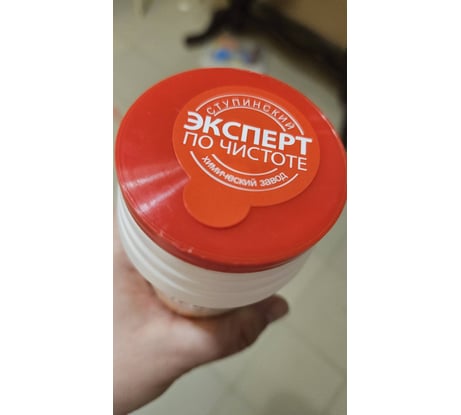 СТУПИНСКИЙ
ЭКСПЕРТ
ПО ЧИСТОТЕ
ХИМИЧЕСКИЙ ЗАВОД